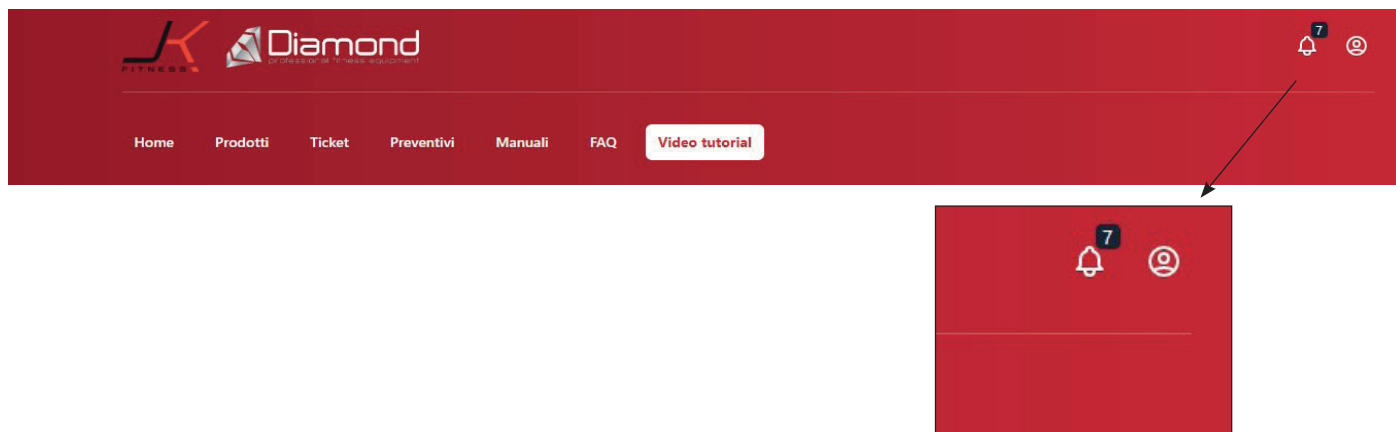 JK
FITNESS
Diamond
professional fitness equipment
7
Home Prodotti Ticket Preventivi Manuali FAQ Video tutorial
7